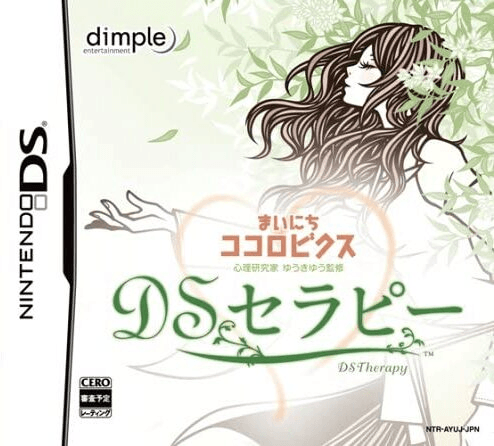 dimple
entertainment
NINTENDO DS®
まいにち
ココロビクス
心理研究家 ゆうきゆう監修
DSセラピー
™
DSTherapy
CERO
審査予定
レーティング
NTR-AYUJ-JPN